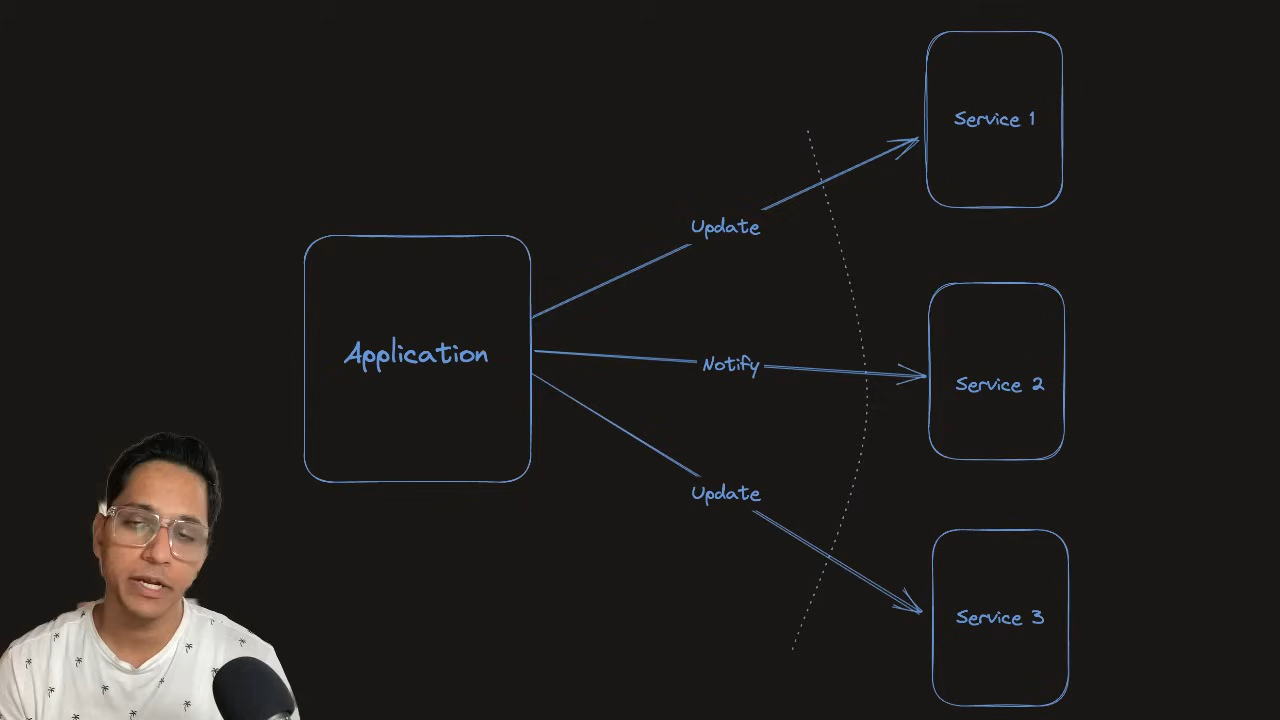 Service 1
Update
Application
Notify
Service 2
Update
Service 3